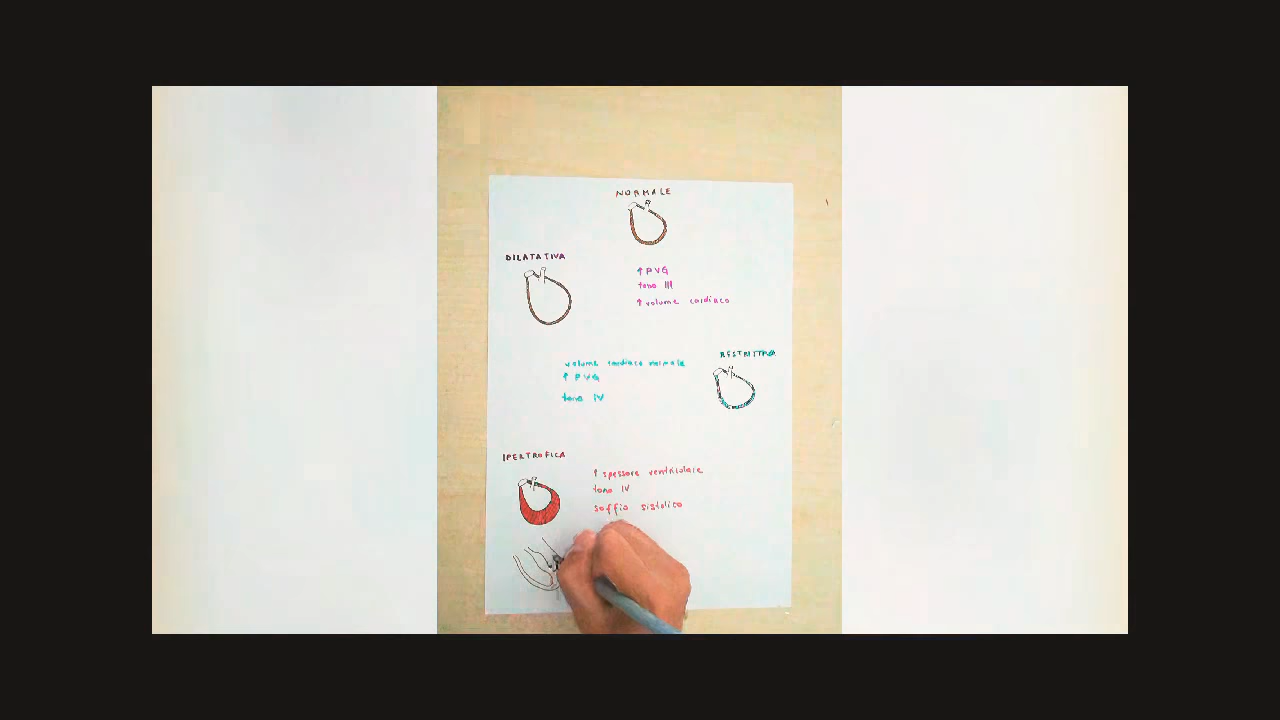 NORMALE
DILATATIVA
↑ PVG
tono III
↑ volume cardiaco
RESTRITTIVA
volume cardiaco normale
↑ PVG
tono IV
IPERTROFICA
↑ spessore ventricolare
tono IV
soffio sistolico